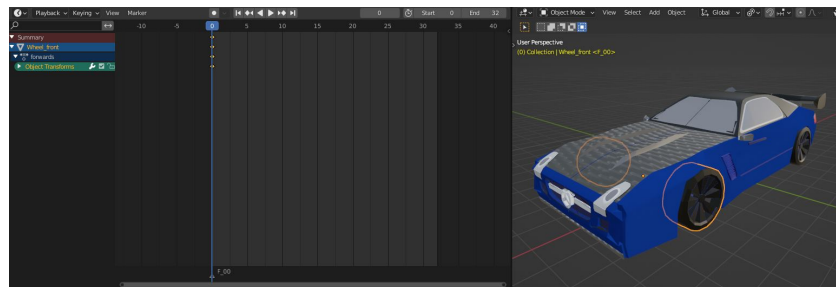 Playback Keying View Marker 0 Start 0 End 32
Object Mode View Select Add Object Global
-10 -5 0 5 10 15 20 25 30 35 40
Summary
Wheel_front
forwards
Object Transforms
F_00
User Perspective
(0) Collection | Wheel_front <F_00>